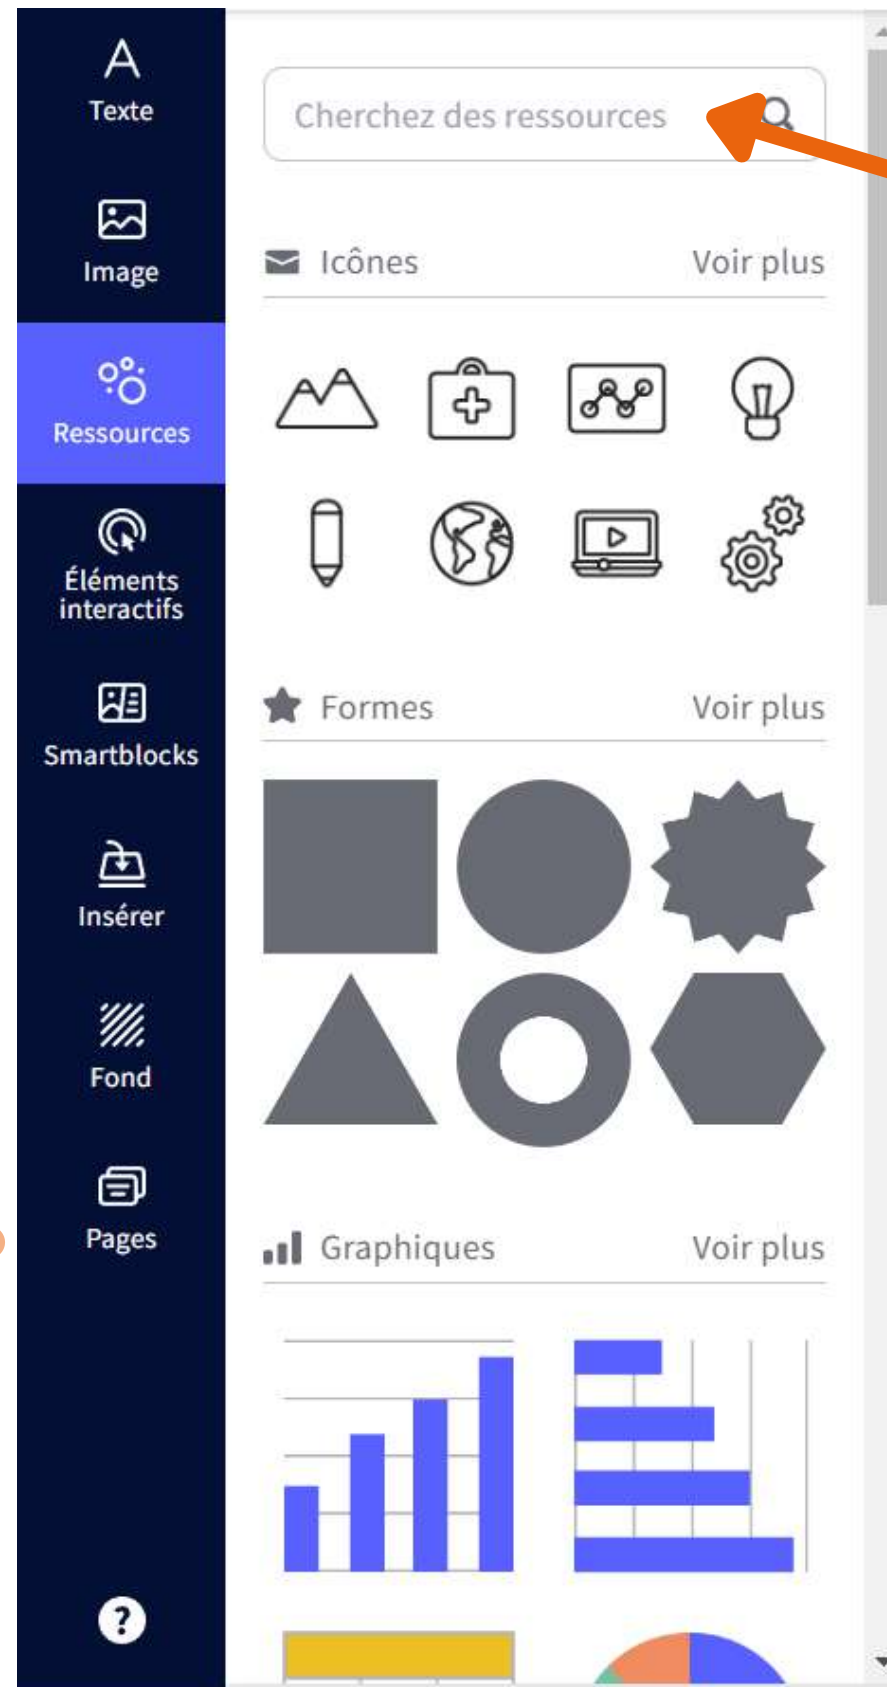 Texte
Image
Ressources
Éléments
interactifs
Smartblocks
Insérer
Fond
Pages
?
Cherchez des ressources
Icônes Voir plus
Formes Voir plus
Graphiques Voir plus